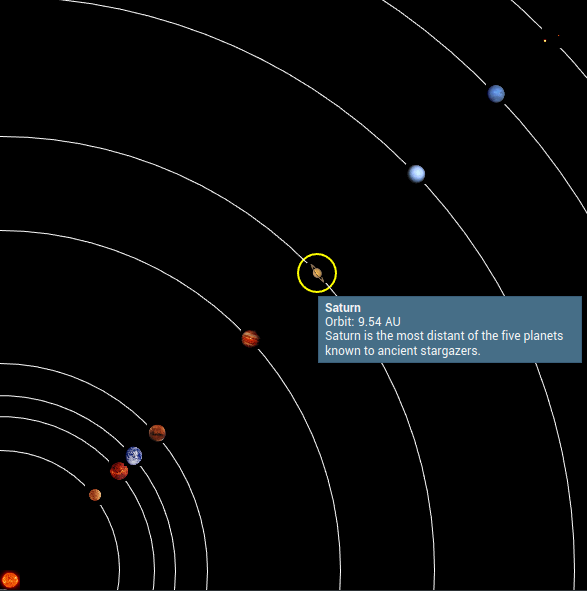 Saturn
Orbit: 9.54 AU
Saturn is the most distant of the five planets
known to ancient stargazers.